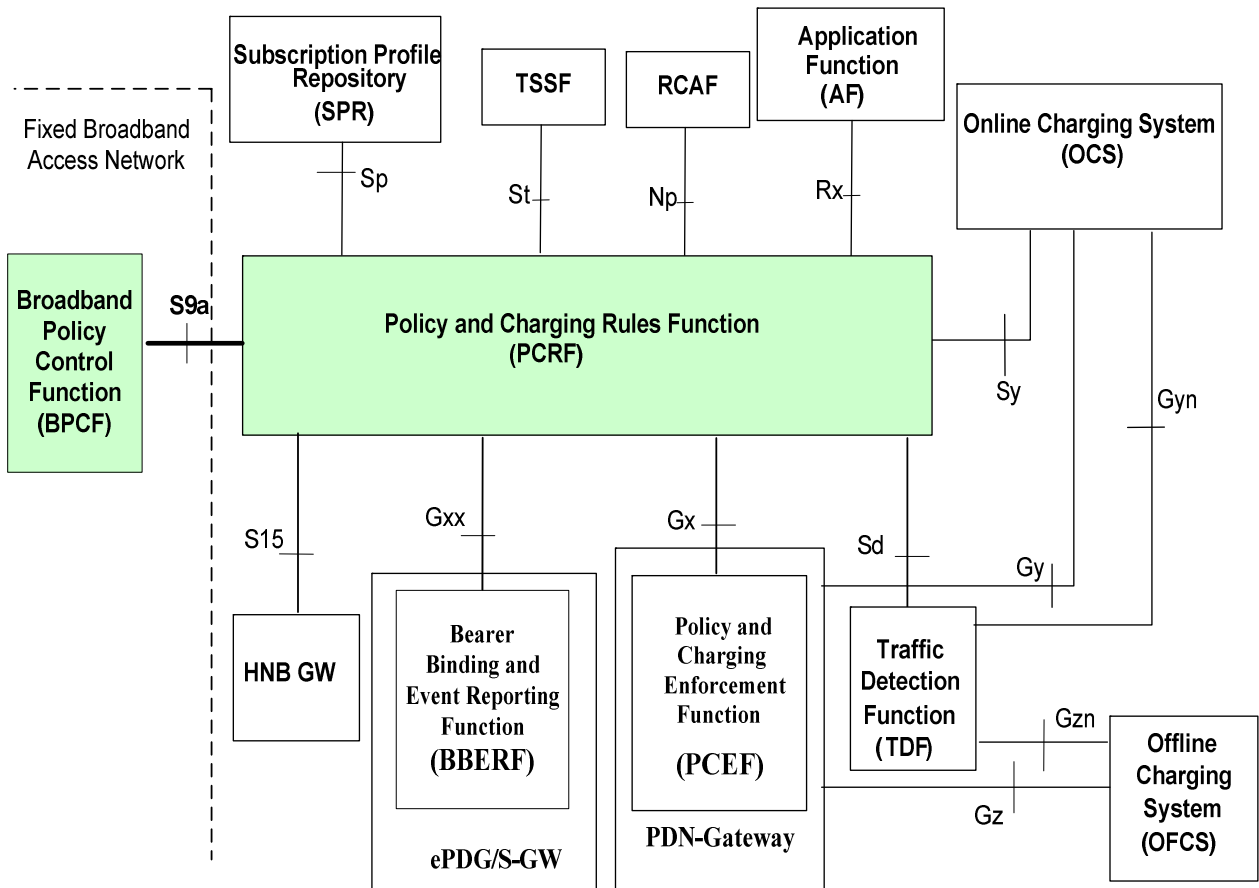 Subscription Profile
Repository
(SPR)
TSSF
RCAF
Application
Function
(AF)
Online Charging System
(OCS)
Fixed Broadband
Access Network
Sp
St
Np
Rx
Broadband
Policy
Control
Function
(BPCF)
S9a
Policy and Charging Rules Function
(PCRF)
Sy
Gyn
S15
Gxx
Gx
Sd
Gy
HNB GW
Bearer
Binding and
Event Reporting
Function
(BBERF)
ePDG/S-GW
Policy and
Charging
Enforcement
Function
(PCEF)
PDN-Gateway
Traffic
Detection
Function
(TDF)
Gzn
Gz
Offline
Charging
System
(OFCS)